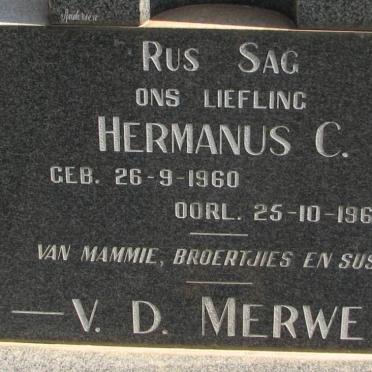 RUS SAG
ONS LIEFLING
HERMANUS C.
GEB. 26-9-1960
OORL. 25-10-196
VAN MAMMIE, BROERTJIES EN SUS
— V. D. MERWE